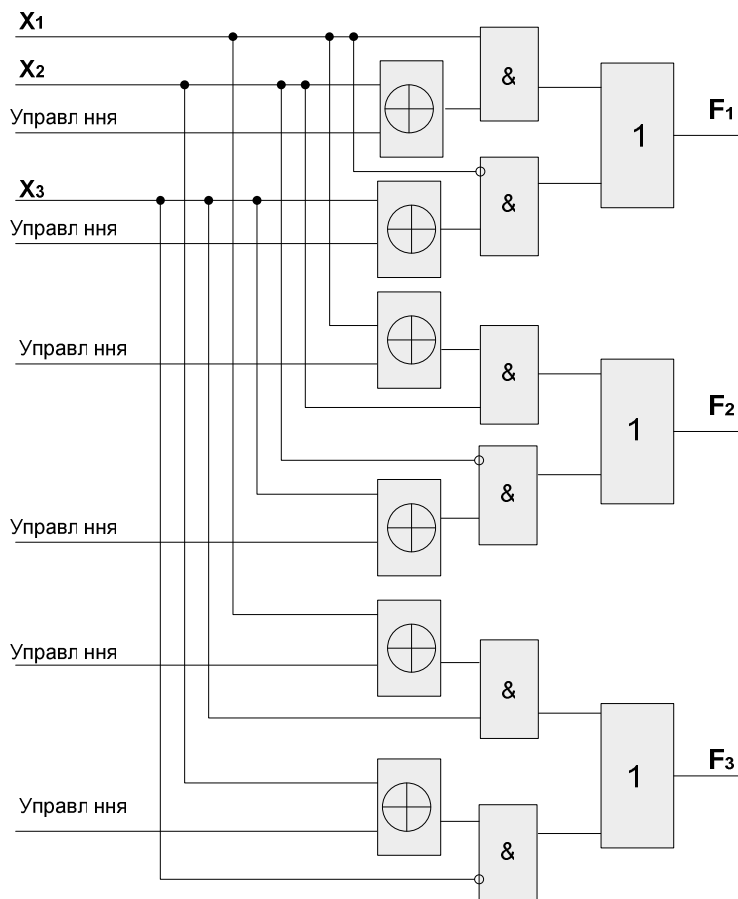 X1
X2
Управл ння
&
1
F1
X3
Управл ння
&
Управл ння
&
1
F2
&
Управл ння
Управл ння
&
1
F3
Управл ння
&